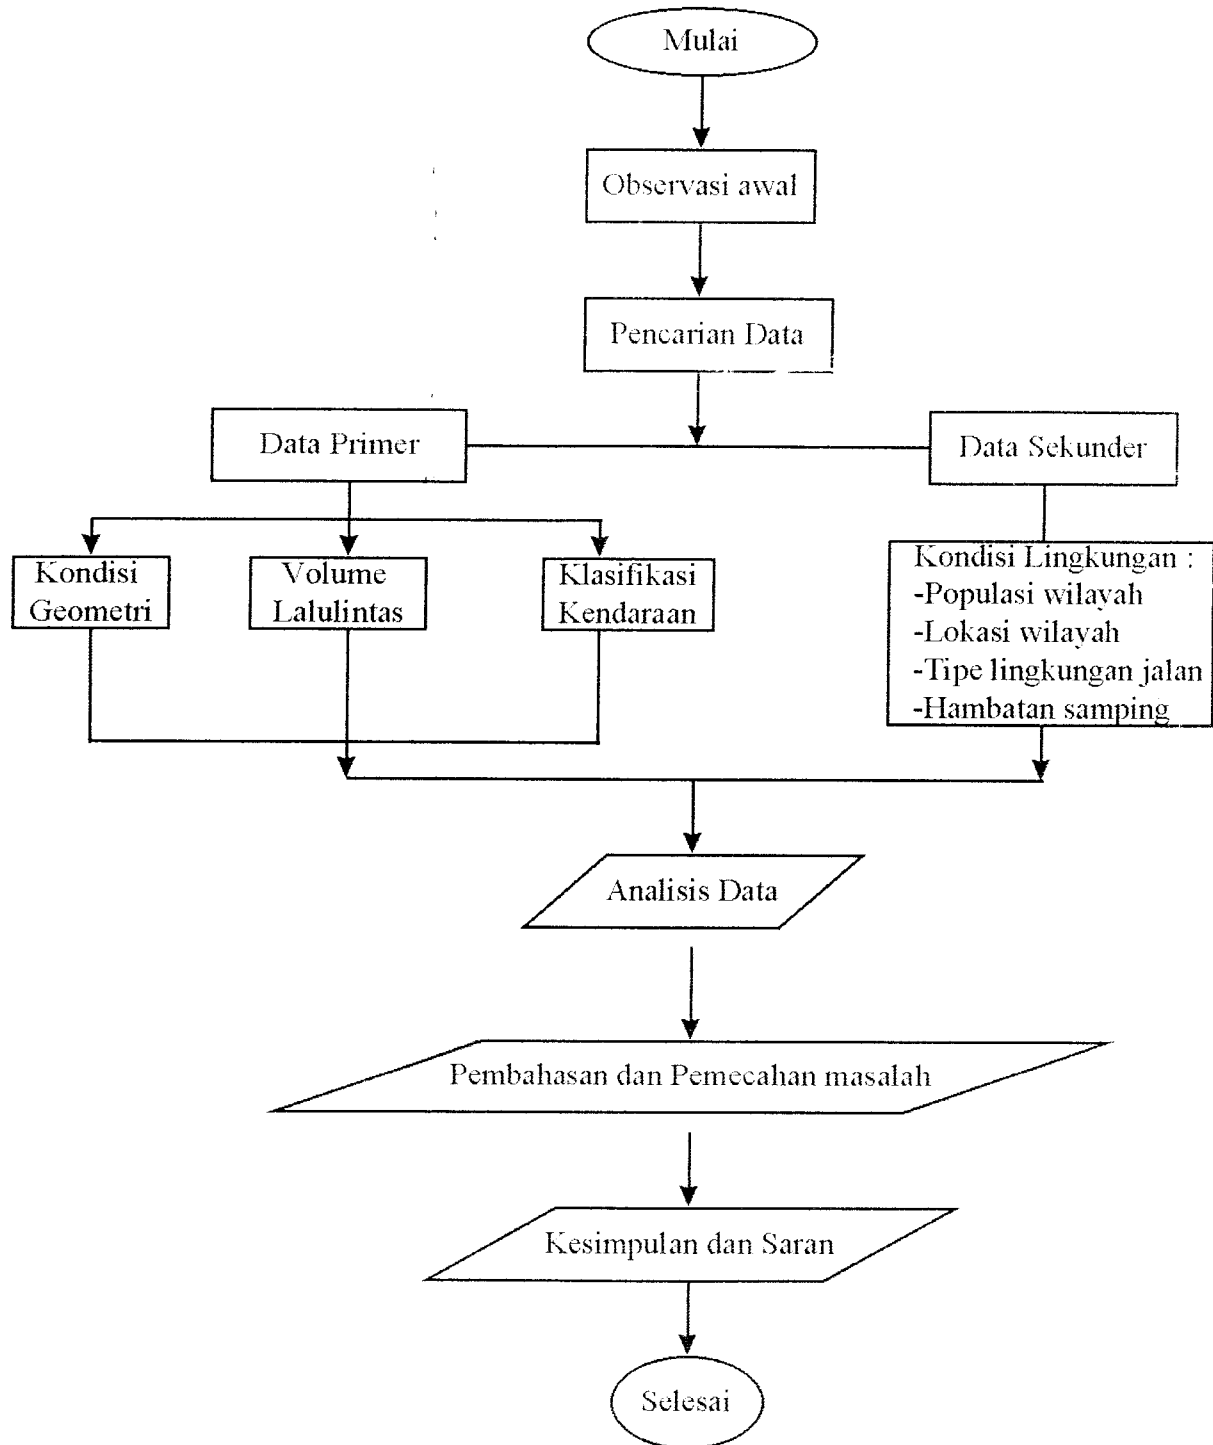 Mulai
Observasi awal
Pencarian Data
Data Primer
Data Sekunder
Kondisi
Geometri
Volume
Lalulintas
Klasifikasi
Kendaraan
Kondisi Lingkungan :
-Populasi wilayah
-Lokasi wilayah
-Tipe lingkungan jalan
-Hambatan samping
Analisis Data
Pembahasan dan Pemecahan masalah
Kesimpulan dan Saran
Selesai